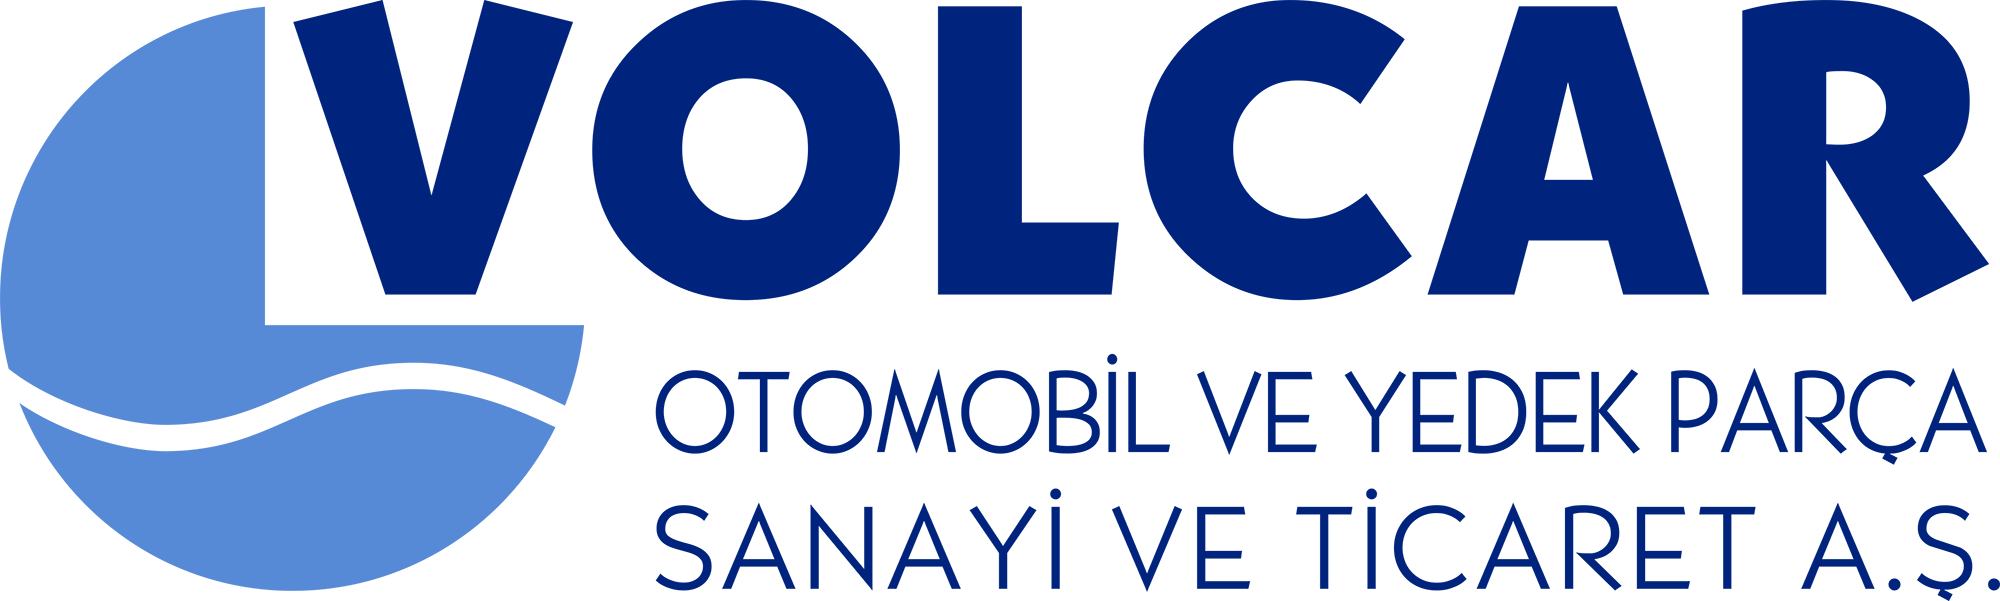 VOLCAR
OTOMOBİL VE YEDEK PARÇA
SANAYİ VE TİCARET A.Ş.